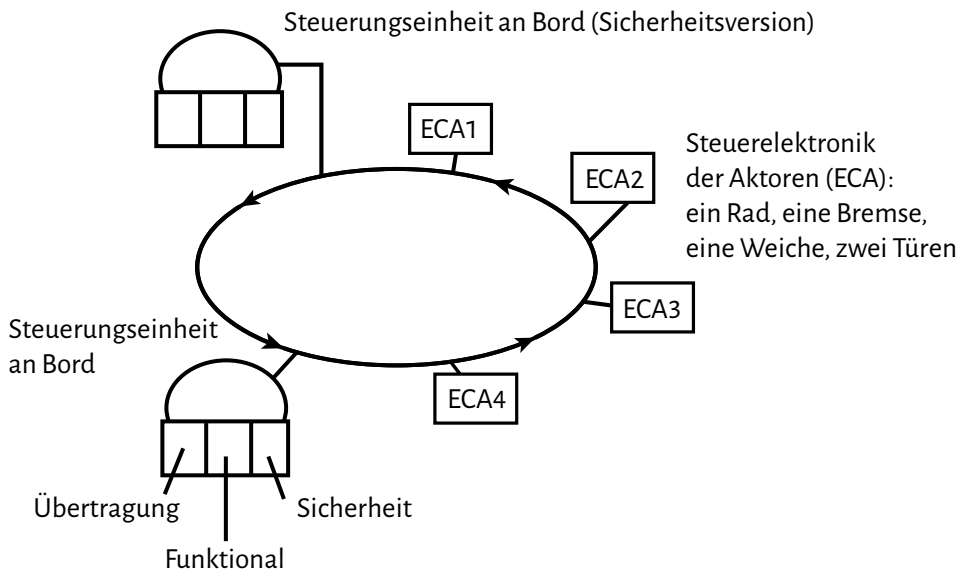 Steuerungseinheit an Bord (Sicherheitsversion)
ECA1
ECA2
Steuerelektronik
der Aktoren (ECA):
ein Rad, eine Bremse,
eine Weiche, zwei Türen
ECA3
Steuerungseinheit
an Bord
ECA4
Übertragung
Sicherheit
Funktional